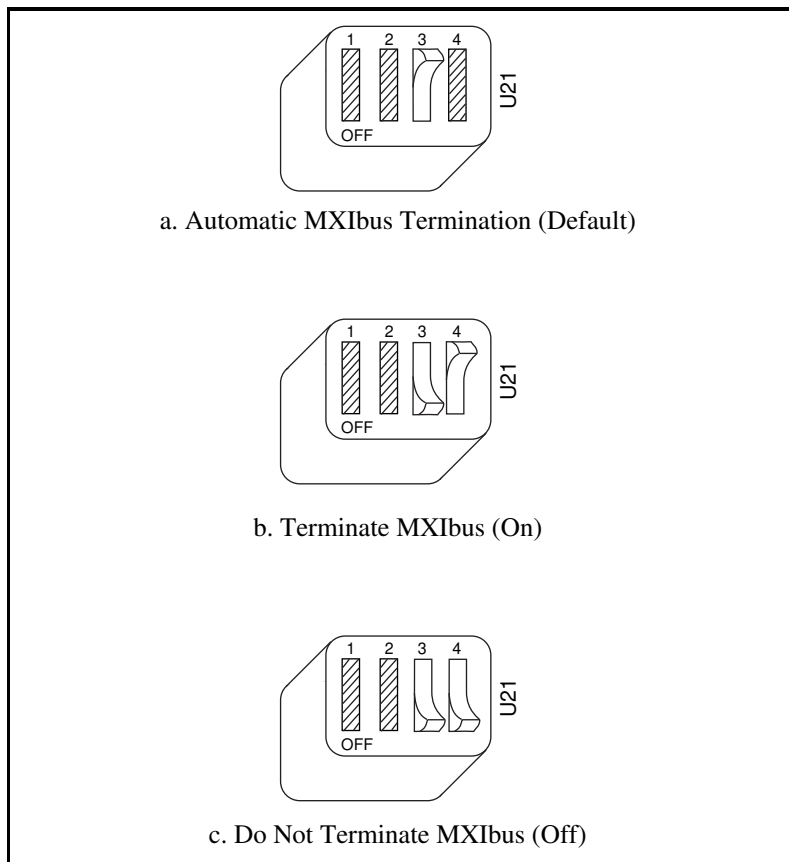 1 2 3 4
OFF
U21
a. Automatic MXIbus Termination (Default)
1 2 3 4
OFF
U21
b. Terminate MXIbus (On)
1 2 3 4
OFF
U21
c. Do Not Terminate MXIbus (Off)